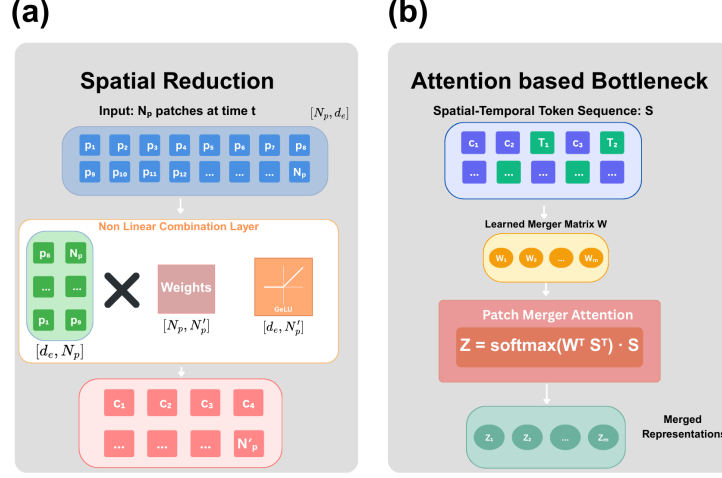 (a)
Spatial Reduction
Input: Nₚ patches at time t
[Nₚ, dₑ]
p₁ p₂ p₃ p₄ p₅ p₆ p₇ p₈
p₉ p₁₀ p₁₁ p₁₂ ... ... ... Nₚ
Non Linear Combination Layer
p₈ Nₚ
... ...
p₁ p₉
[dₑ, Nₚ]
Weights
[Nₚ, N′ₚ]
GeLU
[dₑ, N′ₚ]
c₁ c₂ c₃ c₄
... ... ... N′ₚ
(b)
Attention based Bottleneck
Spatial-Temporal Token Sequence: S
C₁ C₂ T₁ C₃ T₂
... ... ... ... ...
Learned Merger Matrix W
W₁ W₂ ... Wₘ
Patch Merger Attention
Z = softmax(Wᵀ Sᵀ) · S
Z₁ Z₂ ... Zₘ
Merged
Representations